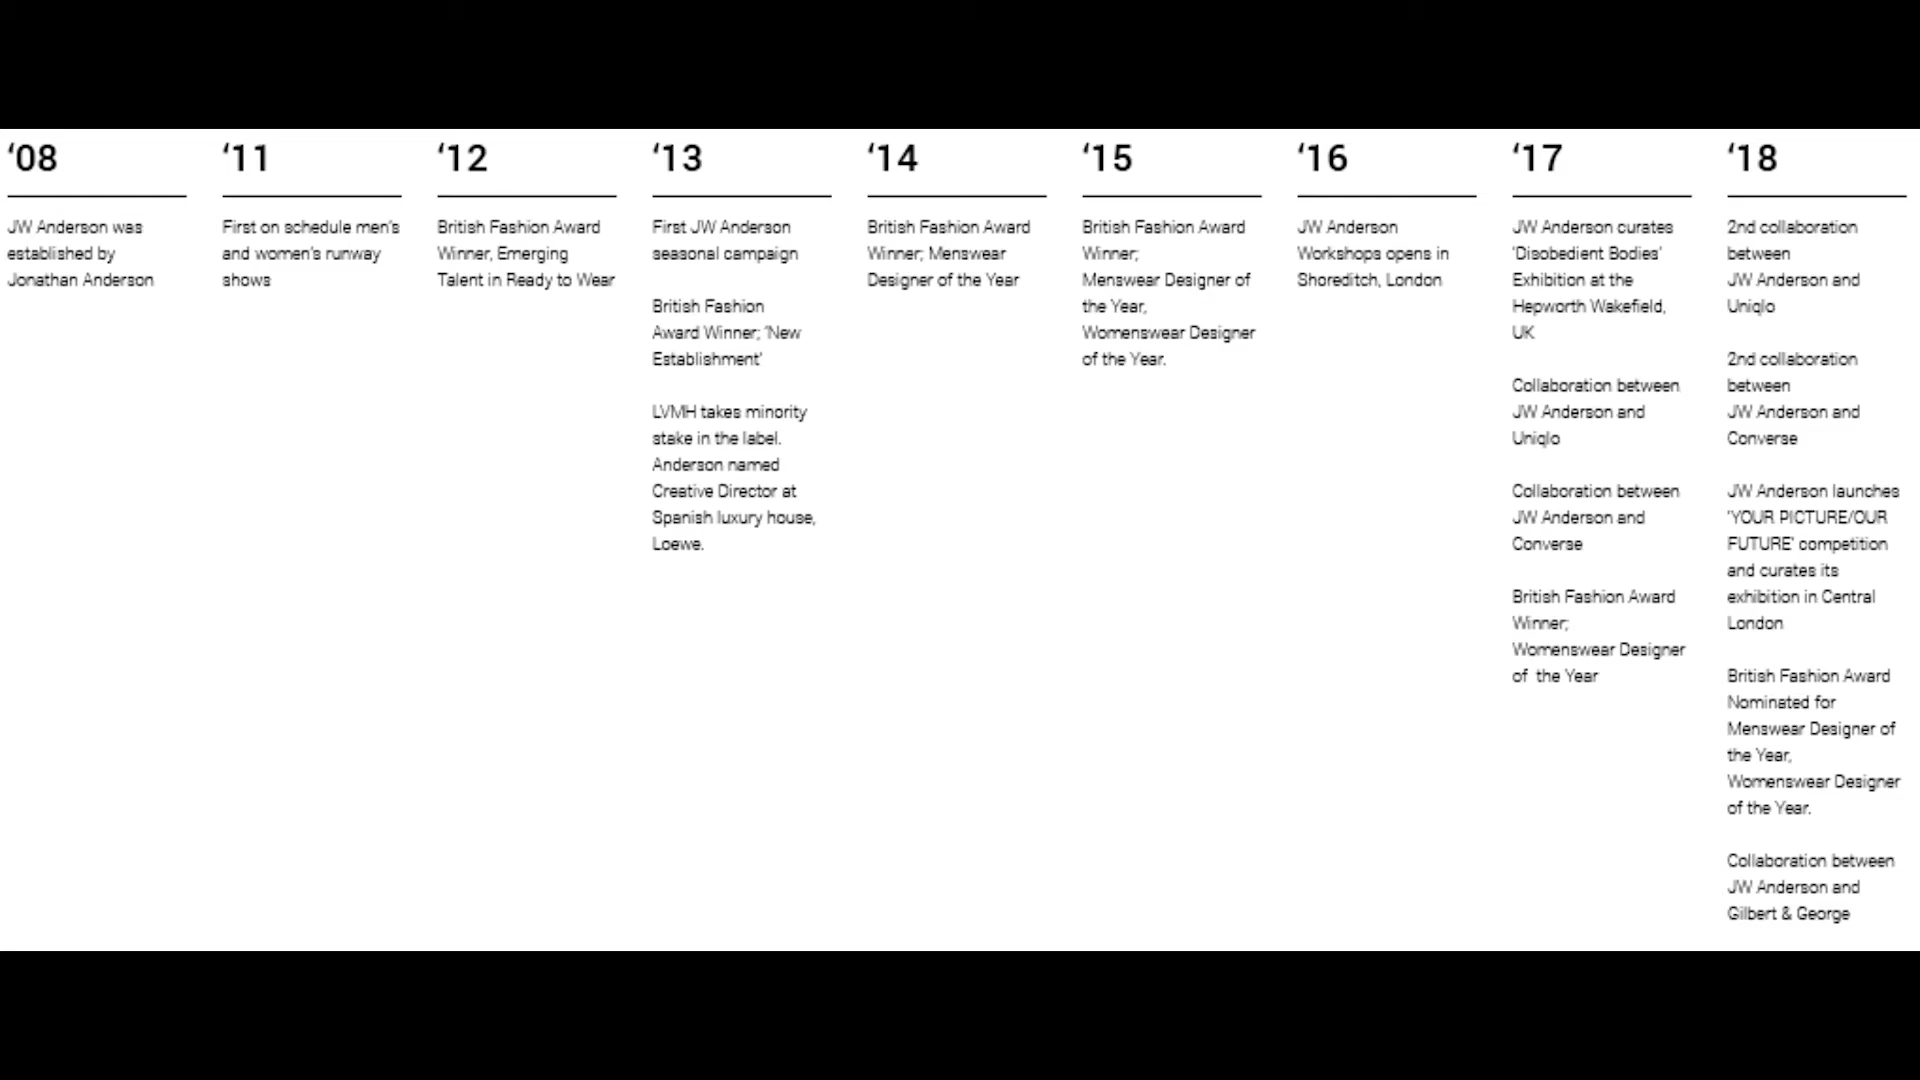 ‘08
JW Anderson was
established by
Jonathan Anderson
‘11
First on schedule men's
and women's runway
shows
‘12
British Fashion Award
Winner, Emerging
Talent in Ready to Wear
‘13
First JW Anderson
seasonal campaign
British Fashion
Award Winner; 'New
Establishment'
LVMH takes minority
stake in the label.
Anderson named
Creative Director at
Spanish luxury house,
Loewe.
‘14
British Fashion Award
Winner; Menswear
Designer of the Year
‘15
British Fashion Award
Winner;
Menswear Designer of
the Year,
Womenswear Designer
of the Year.
‘16
JW Anderson
Workshops opens in
Shoreditch, London
‘17
JW Anderson curates
'Disobedient Bodies'
Exhibition at the
Hepworth Wakefield,
UK
Collaboration between
JW Anderson and
Uniqlo
Collaboration between
JW Anderson and
Converse
British Fashion Award
Winner;
Womenswear Designer
of the Year
‘18
2nd collaboration
between
JW Anderson and
Uniqlo
2nd collaboration
between
JW Anderson and
Converse
JW Anderson launches
'YOUR PICTURE/OUR
FUTURE' competition
and curates its
exhibition in Central
London
British Fashion Award
Nominated for
Menswear Designer of
the Year,
Womenswear Designer
of the Year.
Collaboration between
JW Anderson and
Gilbert & George